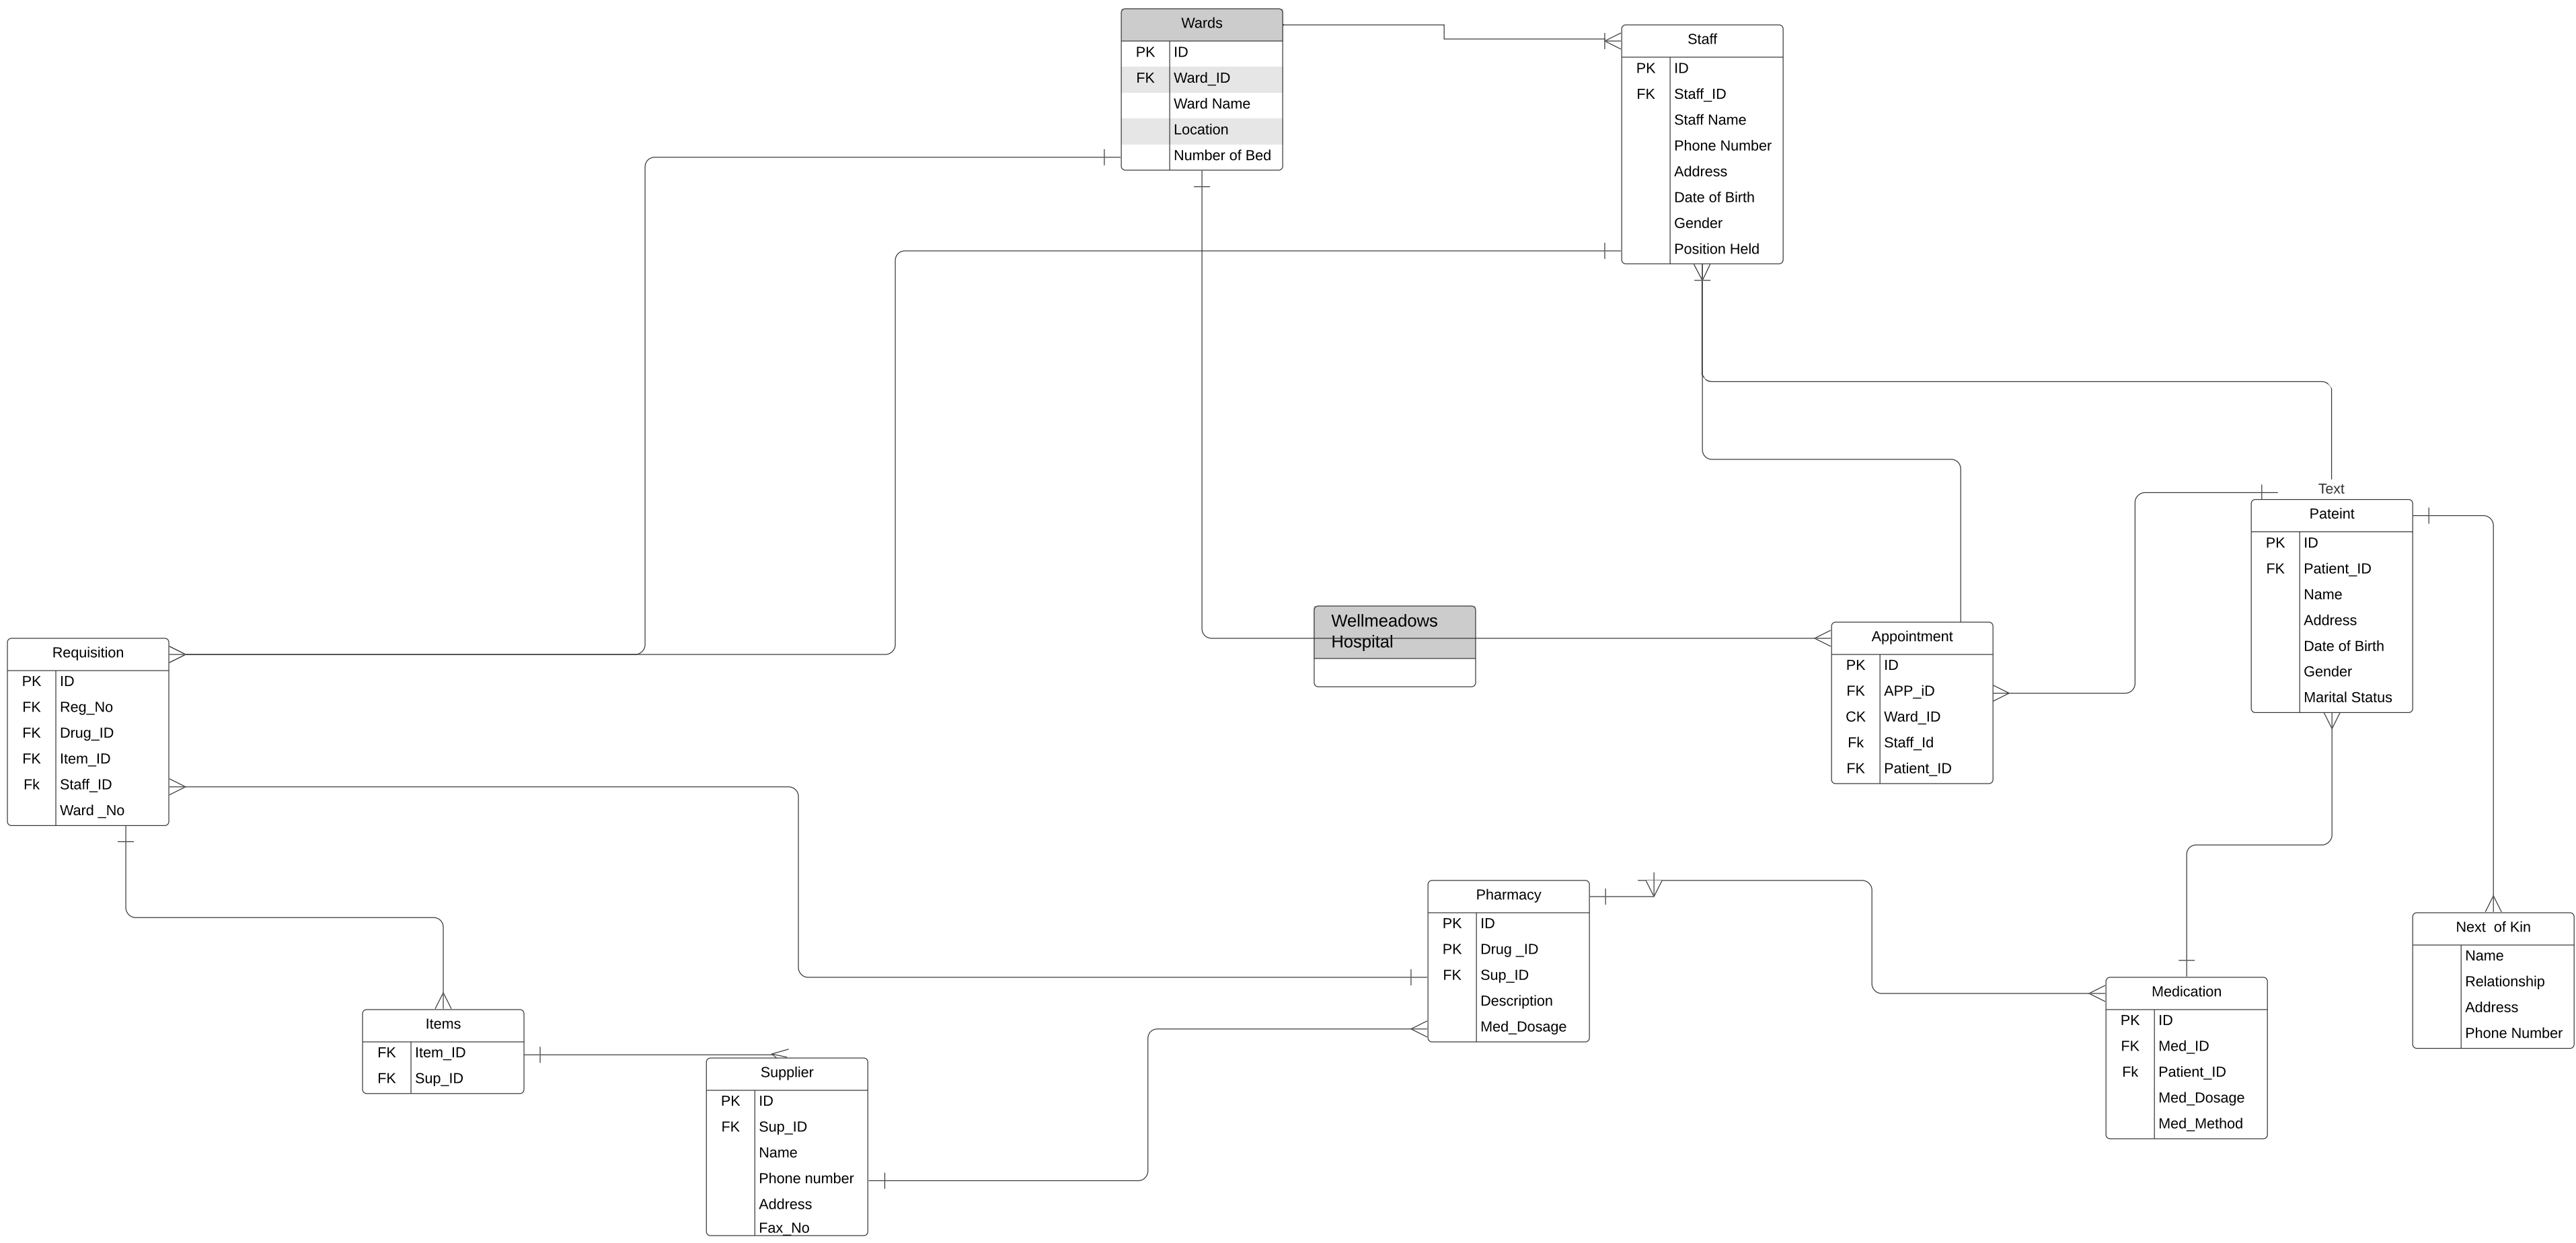 Wards
PK ID
FK Ward_ID
Ward Name
Location
Number of Bed
Staff
PK ID
FK Staff_ID
Staff Name
Phone Number
Address
Date of Birth
Gender
Position Held
Text
Pateint
PK ID
FK Patient_ID
Name
Address
Date of Birth
Gender
Marital Status
Wellmeadows
Hospital
Appointment
PK ID
FK APP_iD
CK Ward_ID
Fk Staff_Id
FK Patient_ID
Requisition
PK ID
FK Reg_No
FK Drug_ID
FK Item_ID
Fk Staff_ID
Ward _No
Pharmacy
PK ID
PK Drug _ID
FK Sup_ID
Description
Med_Dosage
Next  of Kin
Name
Relationship
Address
Phone Number
Medication
PK ID
FK Med_ID
Fk Patient_ID
Med_Dosage
Med_Method
Items
FK Item_ID
FK Sup_ID
Supplier
PK ID
FK Sup_ID
Name
Phone number
Address
Fax_No